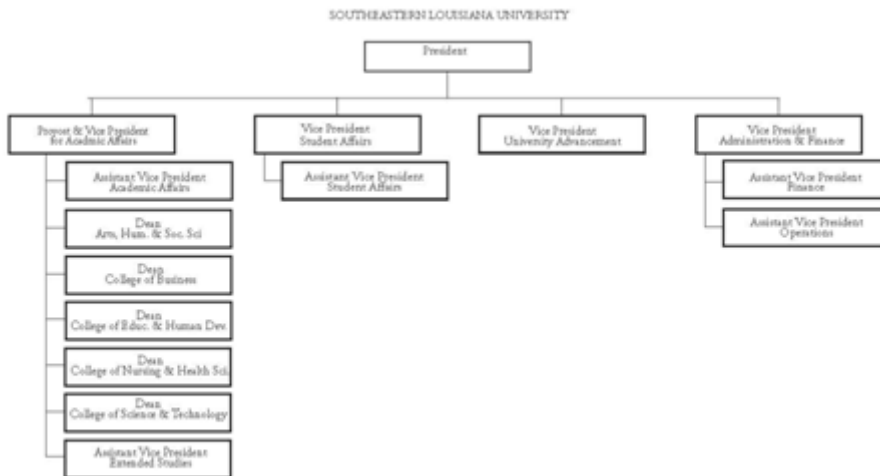 SOUTHEASTERN LOUISIANA UNIVERSITY
President
Provost & Vice President
for Acadmic Affairs
Assistant Vice President
Academic Affairs
Dean
Arts, Hum. & Soc. Sci
Dean
College of Business
Dean
College of Educ. & Human Dev.
Dean
College of Nursing & Health Sci.
Dean
College of Science & Technology
Assistant Vice President
Extended Studies
Vice President
Student Affairs
Assistant Vice President
Student Affairs
Vice President
University Advancement
Vice President
Administration & Finance
Assistant Vice President
Finance
Assistant Vice President
Operations